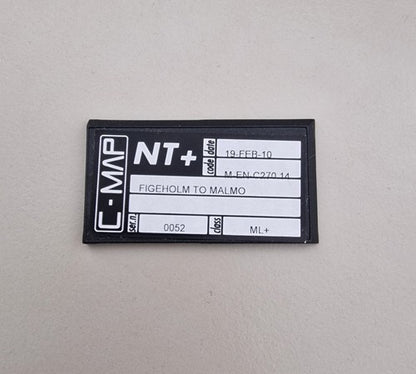 C-MAP
NT+
date 19-FEB-10
code M-EN-C270.14
FIGEHOLM TO MALMO
ser.n. 0052 class ML+